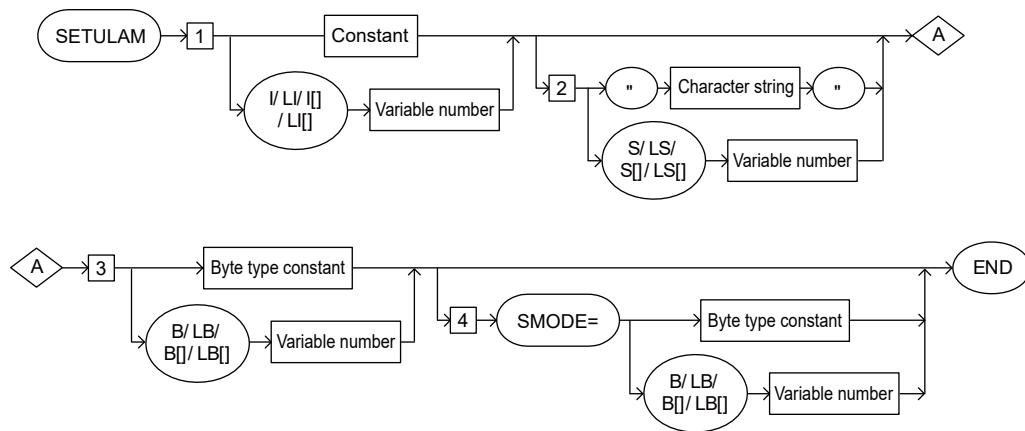 SETULAM
1
Constant
A
I/ LI/ I[]
/ LI[]
Variable number
2
"
Character string
"
S/ LS/
S[]/ LS[]
Variable number
A
3
Byte type constant
END
B/ LB/
B[]/ LB[]
Variable number
4
SMODE=
Byte type constant
B/ LB/
B[]/ LB[]
Variable number